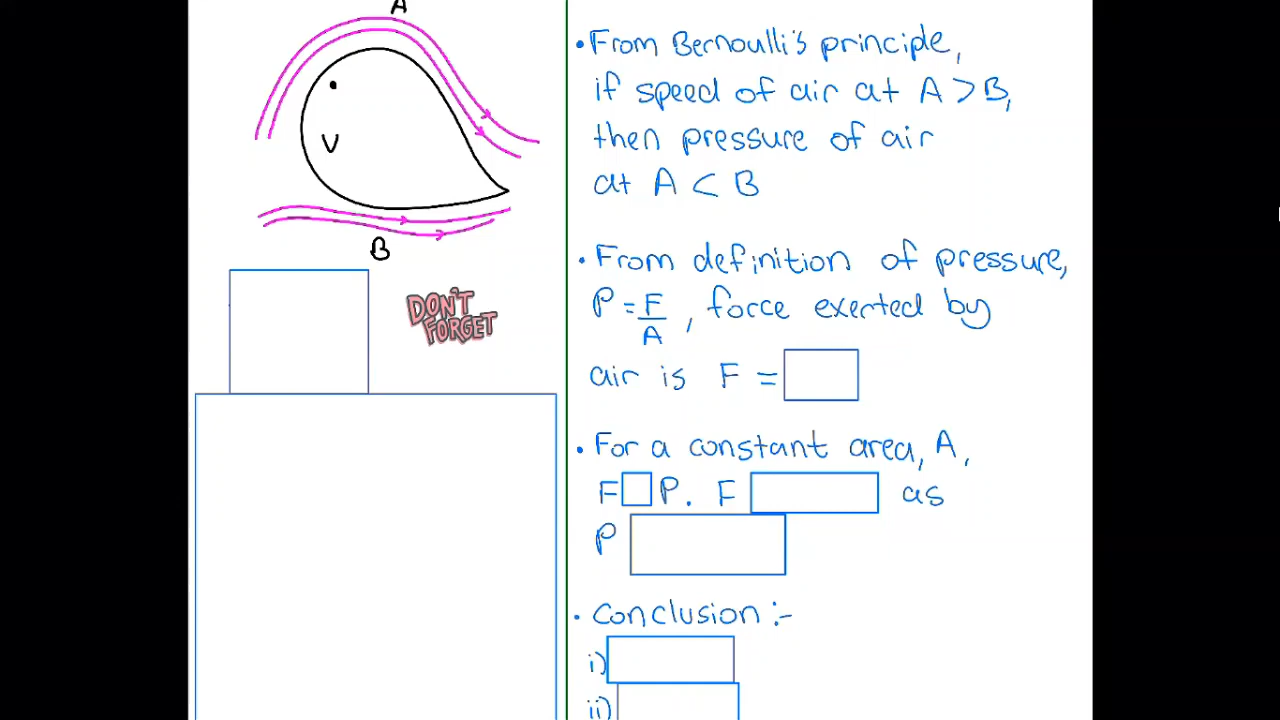 A
V
B
DON'T
FORGET
• From Bernoulli's principle,
if speed of air at A > B,
then pressure of air
at A < B
• From definition of pressure,
P = F/A, force exerted by
air is F =
• For a constant area, A,
F P. F as
P
• Conclusion :-
i)
ii)